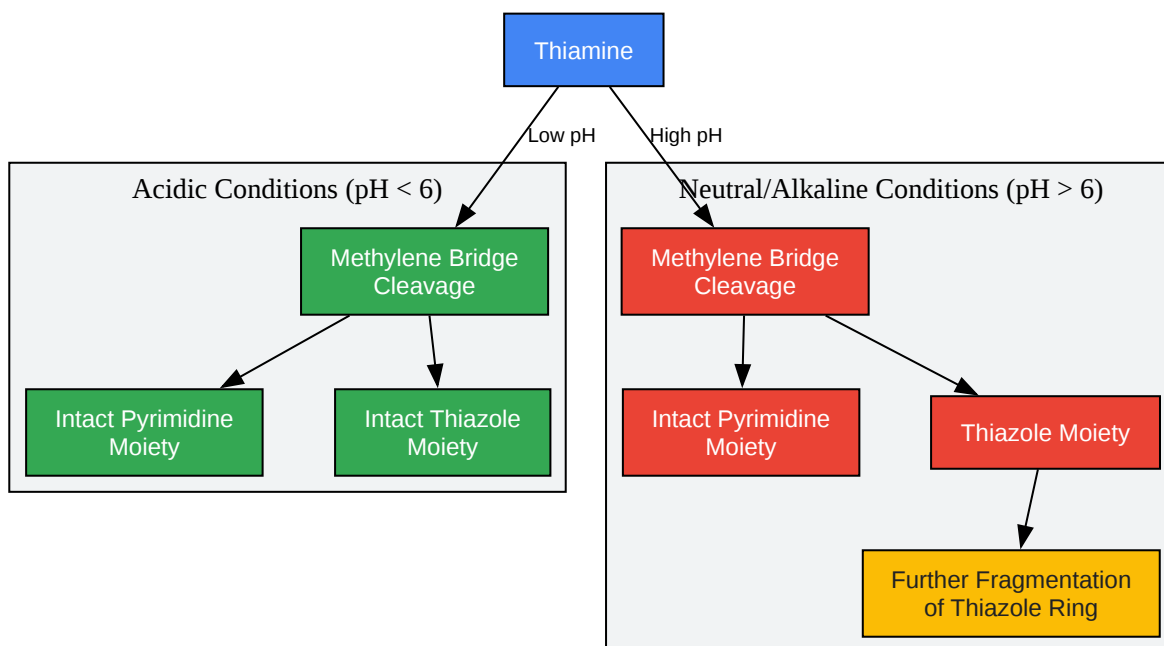 Thiamine
Low pH
High pH
Acidic Conditions (pH < 6)
Neutral/Alkaline Conditions (pH > 6)
Methylene Bridge
Cleavage
Methylene Bridge
Cleavage
Intact Pyrimidine
Moiety
Intact Thiazole
Moiety
Intact Pyrimidine
Moiety
Thiazole Moiety
Further Fragmentation
of Thiazole Ring